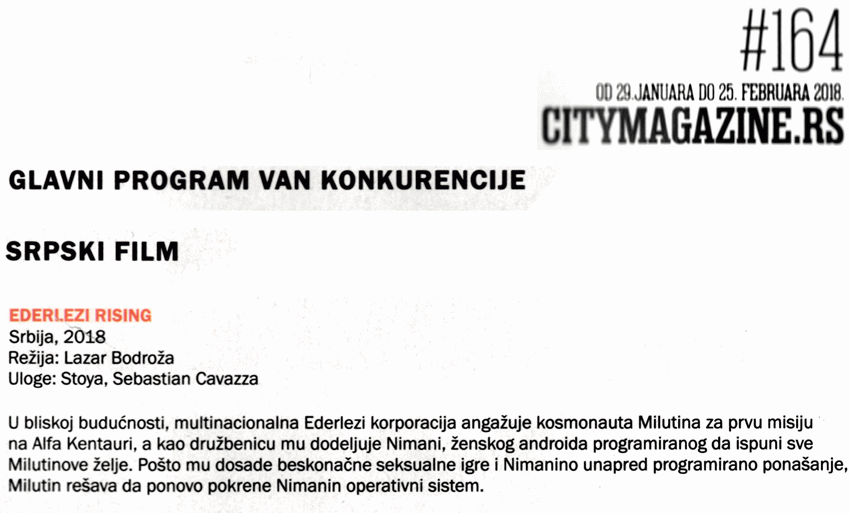 #164
OD 29.JANUARA DO 25. FEBRUARA 2018.
CITYMAGAZINE.RS
GLAVNI PROGRAM VAN KONKURENCIJE
SRPSKI FILM
EDERLEZI RISING
Srbija, 2018
Režija: Lazar Bodroža
Uloge: Stoya, Sebastian Cavazza
U bliskoj budućnosti, multinacionalna Ederlezi korporacija angažuje kosmonauta Milutina za prvu misiju
na Alfa Kentauri, a kao družbenicu mu dodeljuje Nimani, ženskog androida programiranog da ispuni sve
Milutinove želje. Pošto mu dosade beskonačne seksualne igre i Nimanino unapred programirano ponašanje,
Milutin rešava da ponovo pokrene Nimanin operativni sistem.